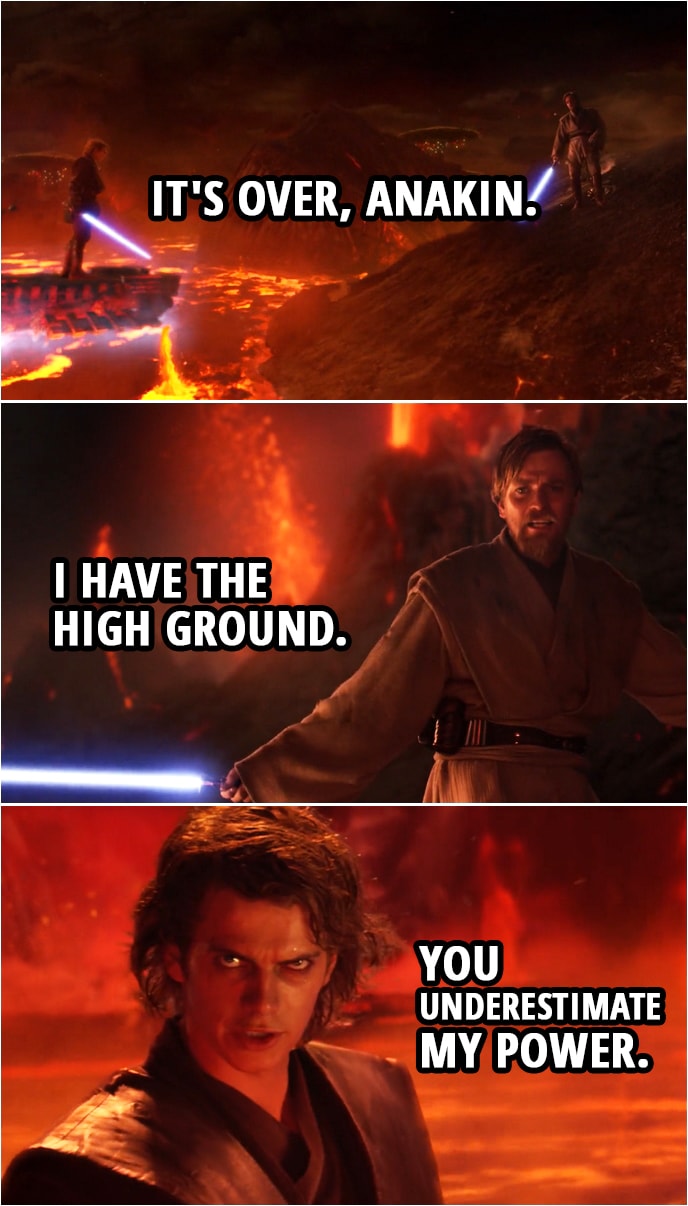 IT'S OVER, ANAKIN.
I HAVE THE
HIGH GROUND.
YOU
UNDERESTIMATE
MY POWER.